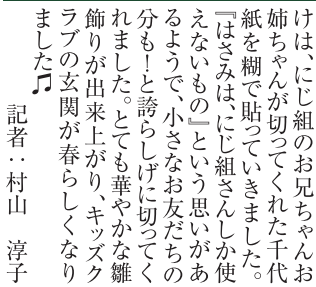 けは、にじ組のお兄ちゃんお
姉ちゃんが切ってくれた千代
紙を糊で貼っていきました。
『はさみは、にじ組さんしか使
えないもの』という思いがあ
るようで、小さなお友だちの
分も！と誇らしげに切ってく
れました。とても華やかな雛
飾りが出来上がり、キッズク
ラブの玄関が春らしくなり
ました♫
記者：村山　淳子